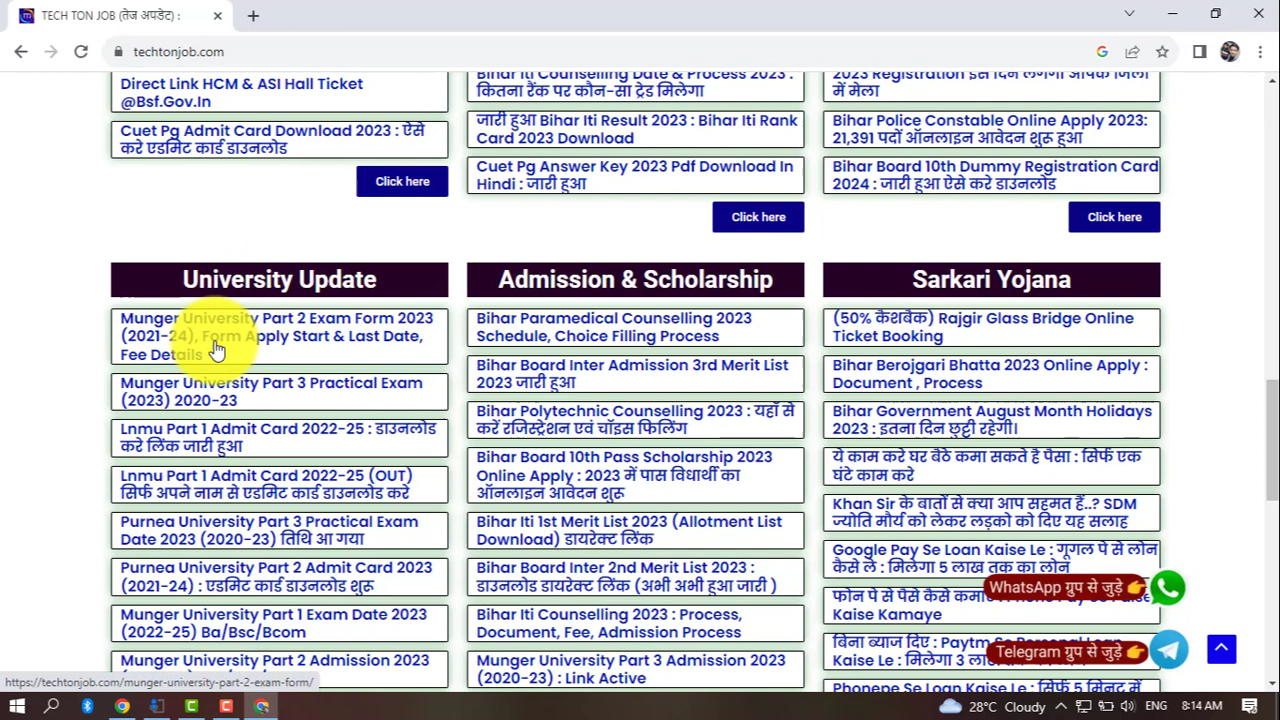 TECH TON JOB (तेज अपडेट) :
techtonjob.com
Direct Link HCM & ASI Hall Ticket
@Bsf.Gov.In
Cuet Pg Admit Card Download 2023 : ऐसे
करे एडमिट कार्ड डाउनलोड
Click here
Bihar Iti Counselling Date & Process 2023 :
कितना रैंक पर कौन-सा ट्रेड मिलेगा
जारी हुआ Bihar Iti Result 2023 : Bihar Iti Rank
Card 2023 Download
Cuet Pg Answer Key 2023 Pdf Download In
Hindi : जारी हुआ
Click here
2023 Registration इस दिन लगेगा आपके जिला
में मेला
Bihar Police Constable Online Apply 2023:
21,391 पदों ऑनलाइन आवेदन शुरू हुआ
Bihar Board 10th Dummy Registration Card
2024 : जारी हुआ ऐसे करे डाउनलोड
Click here
University Update
Munger University Part 2 Exam Form 2023
(2021-24), Form Apply Start & Last Date,
Fee Details
Munger University Part 3 Practical Exam
(2023) 2020-23
Lnmu Part 1 Admit Card 2022-25 : डाउनलोड
करे लिंक जारी हुआ
Lnmu Part 1 Admit Card 2022-25 (OUT)
सिर्फ अपने नाम से एडमिट कार्ड डाउनलोड करे
Purnea University Part 3 Practical Exam
Date 2023 (2020-23) तिथि आ गया
Purnea University Part 2 Admit Card 2023
(2021-24) : एडमिट कार्ड डाउनलोड शुरू
Munger University Part 1 Exam Date 2023
(2022-25) Ba/Bsc/Bcom
Munger University Part 2 Admission 2023
Admission & Scholarship
Bihar Paramedical Counselling 2023
Schedule, Choice Filling Process
Bihar Board Inter Admission 3rd Merit List
2023 जारी हुआ
Bihar Polytechnic Counselling 2023 : यहाँ से
करें रजिस्ट्रेशन एवं चॉइस फिलिंग
Bihar Board 10th Pass Scholarship 2023
Online Apply : 2023 में पास विधार्थी का
ऑनलाइन आवेदन शुरू
Bihar Iti 1st Merit List 2023 (Allotment List
Download) डायरेक्ट लिंक
Bihar Board Inter 2nd Merit List 2023 :
डाउनलोड डायरेक्ट लिंक (अभी अभी हुआ जारी )
Bihar Iti Counselling 2023 : Process,
Document, Fee, Admission Process
Munger University Part 3 Admission 2023
(2020-23) : Link Active
Sarkari Yojana
(50% कैशबैक) Rajgir Glass Bridge Online
Ticket Booking
Bihar Berojgari Bhatta 2023 Online Apply :
Document , Process
Bihar Government August Month Holidays
2023 : इतना दिन छुट्टी रहेगी।
ये काम करे घर बैठे कमा सकते है पैसा : सिर्फ एक
घंटे काम करे
Khan Sir के बातों से क्या आप सहमत हैं..? SDM
ज्योति मौर्य को लेकर लड़को को दिए यह सलाह
Google Pay Se Loan Kaise Le : गूगल पे से लोन
कैसे ले : मिलेगा 5 लाख तक का लोन
फोन पे से पैसे कैसे
Kaise Kamaye
बिना ब्याज दिए : Paytm
Kaise Le : मिलेगा 3
Phonepe Se Loan Kaise Le : सिर्फ 5 मिनट में
WhatsApp ग्रुप से जुड़े
Telegram ग्रुप से जुड़े
https://techtonjob.com/munger-university-part-2-exam-form/
28°C Cloudy
ENG
8:14 AM